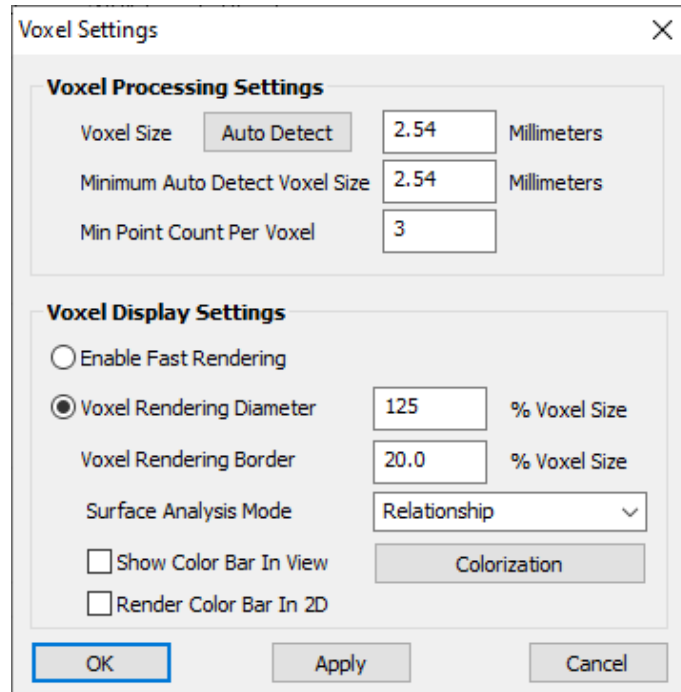 Voxel Settings
Voxel Processing Settings
Voxel Size Auto Detect 2.54 Millimeters
Minimum Auto Detect Voxel Size 2.54 Millimeters
Min Point Count Per Voxel 3
Voxel Display Settings
Enable Fast Rendering
Voxel Rendering Diameter 125 % Voxel Size
Voxel Rendering Border 20.0 % Voxel Size
Surface Analysis Mode Relationship
Show Color Bar In View Colorization
Render Color Bar In 2D
OK Apply Cancel